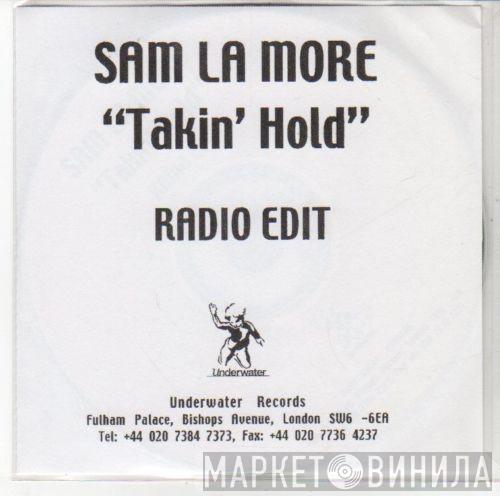 SAM LA MORE
“Takin’ Hold”
RADIO EDIT
Underwater
Underwater Records
Fulham Palace, Bishops Avenue, London SW6 -6EA
Tel: +44 020 7384 7373, Fax: +44 020 7736 4237
МАРКЕТ ВИНИЛА